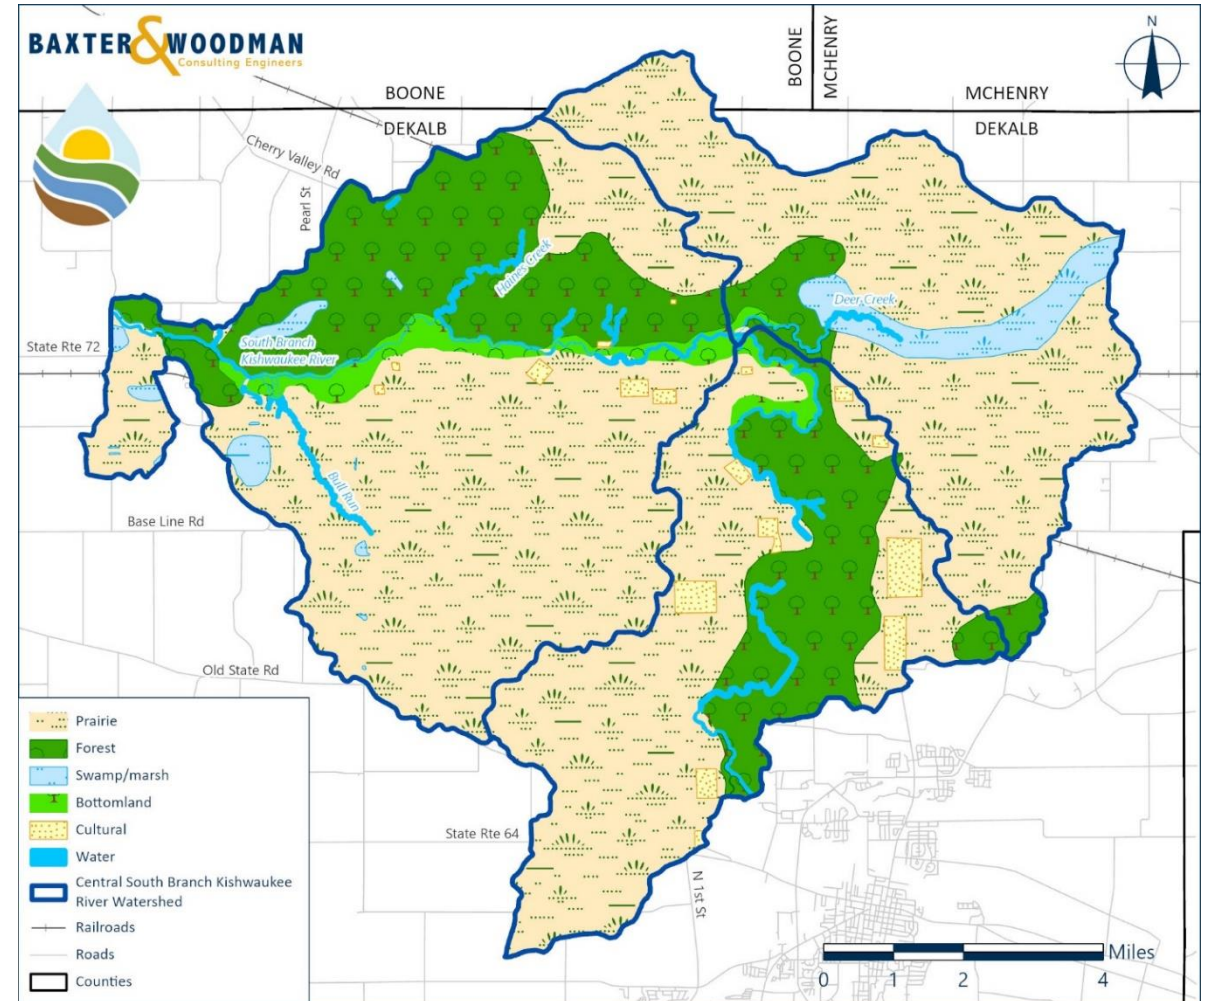 BAXTER&WOODMAN
Consulting Engineers
BOONE
DEKALB
BOONE
MCHENRY
MCHENRY
DEKALB
N
Cherry Valley Rd
Pearl St
Haines Creek
Deer Creek
State Rte 72
South Branch
Kishwaukee River
Bull Run
Base Line Rd
Old State Rd
State Rte 64
N 1st St
Prairie
Forest
Swamp/marsh
Bottomland
Cultural
Water
Central South Branch Kishwaukee
River Watershed
Railroads
Roads
Counties
Miles
0 1 2 4